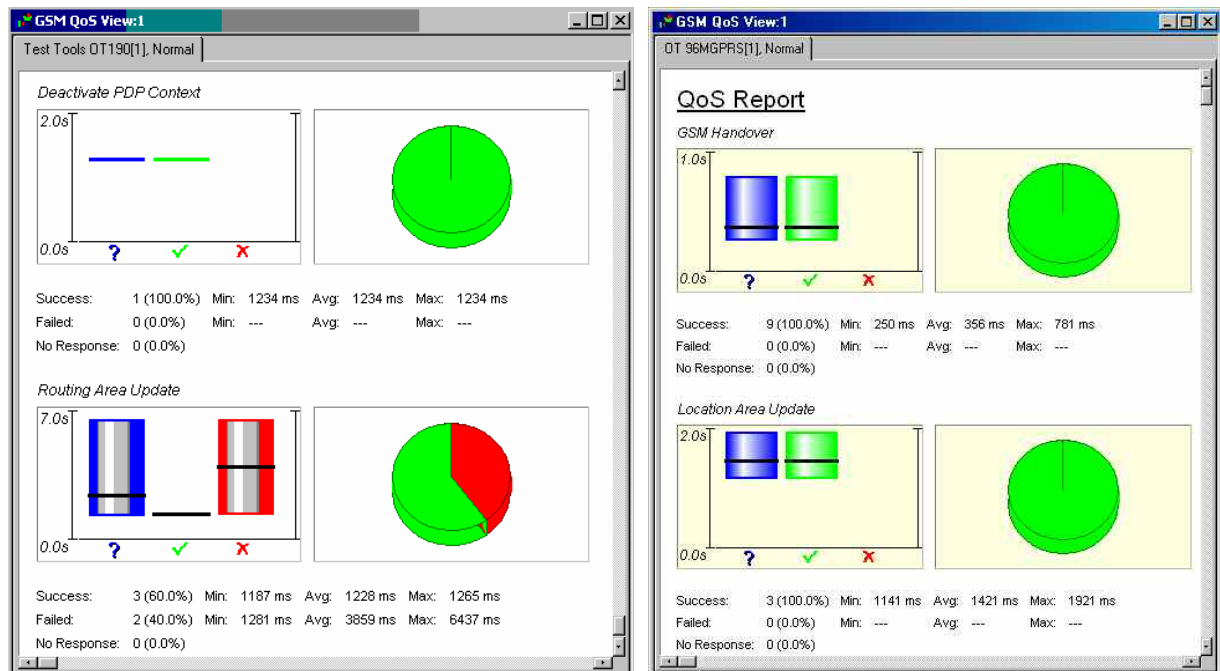 GSM QoS View:1
Test Tools OT190[1], Normal
Deactivate PDP Context
2.0s
0.0s
?
Success: 1 (100.0%) Min: 1234 ms Avg: 1234 ms Max: 1234 ms
Failed: 0 (0.0%) Min: --- Avg: --- Max: ---
No Response: 0 (0.0%)
Routing Area Update
7.0s
0.0s
?
Success: 3 (60.0%) Min: 1187 ms Avg: 1228 ms Max: 1265 ms
Failed: 2 (40.0%) Min: 1281 ms Avg: 3859 ms Max: 6437 ms
No Response: 0 (0.0%)
GSM QoS View:1
OT 96MGPRS[1], Normal
QoS Report
GSM Handover
1.0s
0.0s
?
Success: 9 (100.0%) Min: 250 ms Avg: 356 ms Max: 781 ms
Failed: 0 (0.0%) Min: --- Avg: --- Max: ---
No Response: 0 (0.0%)
Location Area Update
2.0s
0.0s
?
Success: 3 (100.0%) Min: 1141 ms Avg: 1421 ms Max: 1921 ms
Failed: 0 (0.0%) Min: --- Avg: --- Max: ---
No Response: 0 (0.0%)